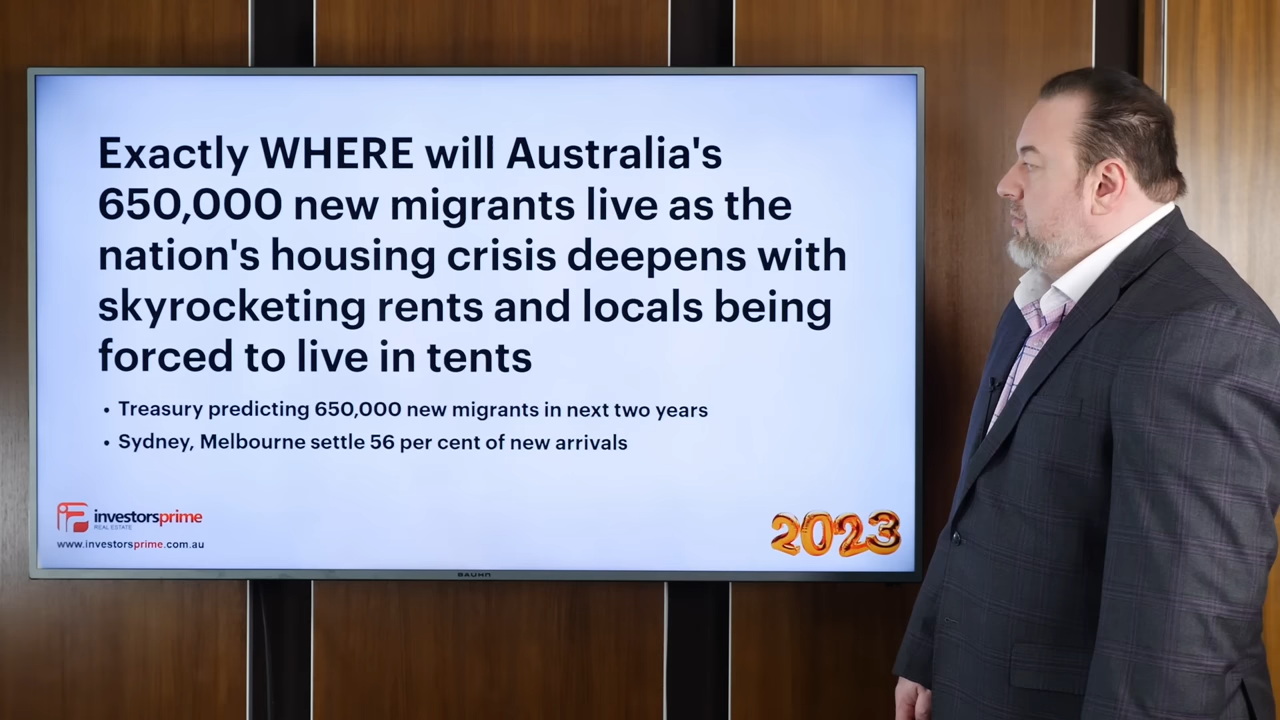 Exactly WHERE will Australia's
650,000 new migrants live as the
nation's housing crisis deepens with
skyrocketing rents and locals being
forced to live in tents
• Treasury predicting 650,000 new migrants in next two years
• Sydney, Melbourne settle 56 per cent of new arrivals
investorsprime
REAL ESTATE
www.investorsprime.com.au
2023
BAUHN